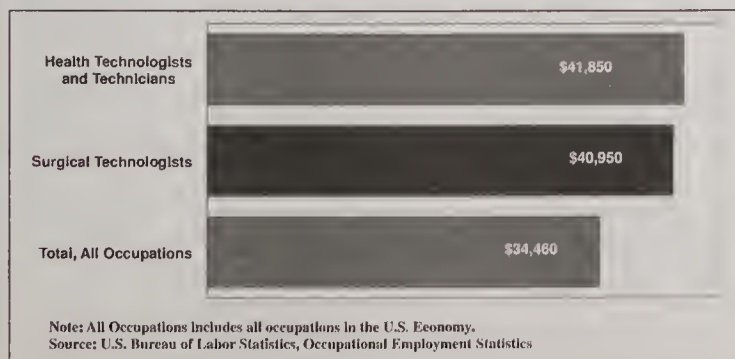 Health Technologists
and Technicians
$41,850
Surgical Technologists
$40,950
Total, All Occupations
$34,460
Note: All Occupations includes all occupations in the U.S. Economy.
Source: U.S. Bureau of Labor Statistics, Occupational Employment Statistics